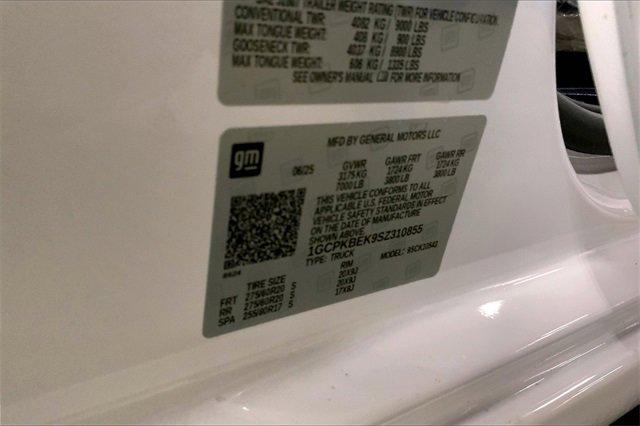 TRAILER WEIGHT RATING (TWR) FOR VEHICLE CONFIGURATION
CONVENTIONAL TWR: 4082 KG / 9000 LBS
MAX TONGUE WEIGHT: 408 KG / 900 LBS
GOOSENECK TWR: 4037 KG / 8900 LBS
MAX TONGUE WEIGHT: 606 KG / 1335 LBS
SEE OWNER'S MANUAL FOR MORE INFORMATION
gm
MFD BY GENERAL MOTORS LLC
06/25 GVWR GAWR FRT GAWR RR
3175 KG 1724 KG 1724 KG
7000 LB 3800 LB 3800 LB
THIS VEHICLE CONFORMS TO ALL
APPLICABLE U.S. FEDERAL MOTOR
VEHICLE SAFETY STANDARDS IN EFFECT
ON THE DATE OF MANUFACTURE
SHOWN ABOVE.
1GCPKBEK9SZ310855
TYPE: TRUCK MODEL:
TIRE SIZE RIM
FRT 275/60R20 S 20X9J
RR 275/60R20 S 20X9J
SPA 255/80R17 S 17X8J